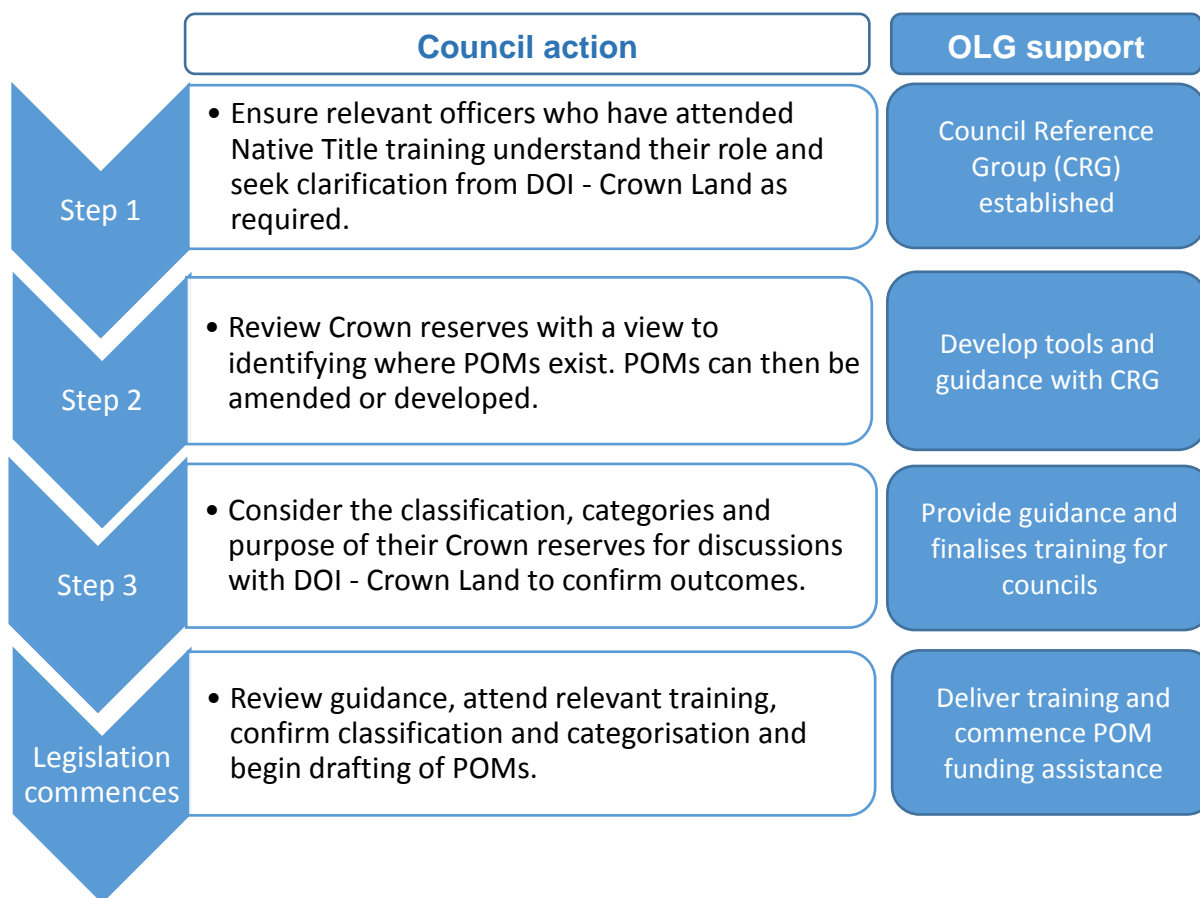 Council action
OLG support
Step 1
• Ensure relevant officers who have attended
Native Title training understand their role and
seek clarification from DOI - Crown Land as
required.
Council Reference
Group (CRG)
established
Step 2
• Review Crown reserves with a view to
identifying where POMs exist. POMs can then be
amended or developed.
Develop tools and
guidance with CRG
Step 3
• Consider the classification, categories and
purpose of their Crown reserves for discussions
with DOI - Crown Land to confirm outcomes.
Provide guidance and
finalises training for
councils
Legislation
commences
• Review guidance, attend relevant training,
confirm classification and categorisation and
begin drafting of POMs.
Deliver training and
commence POM
funding assistance